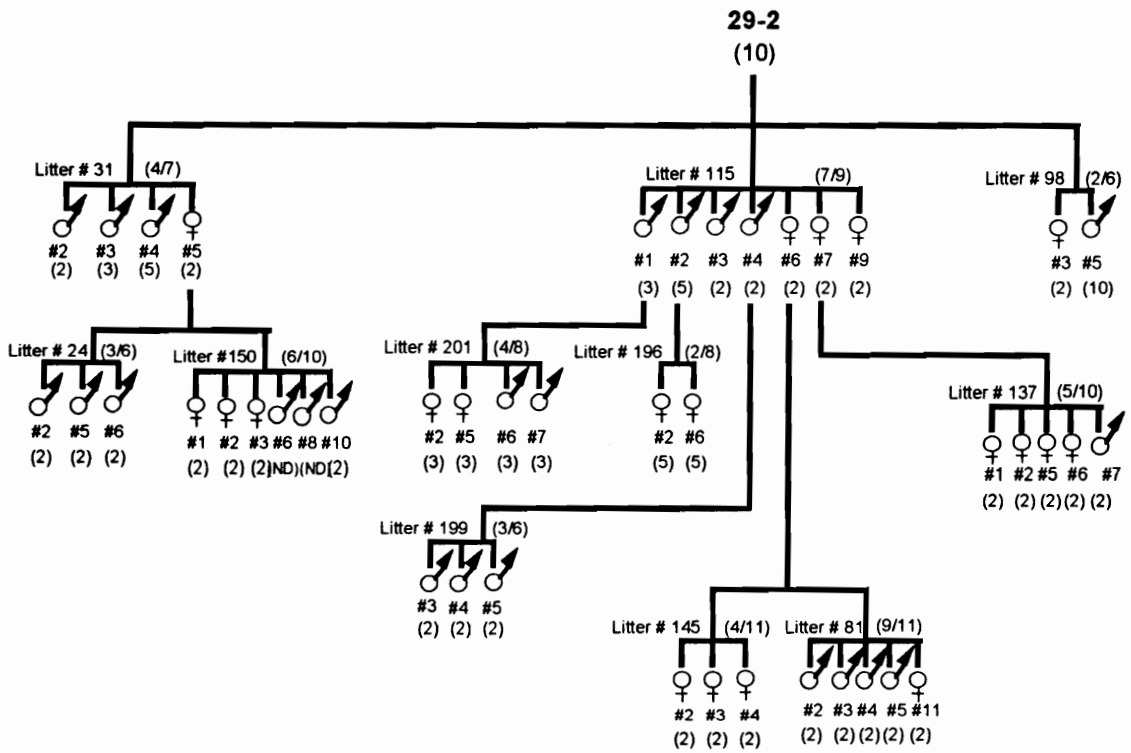 29-2
(10)
Litter # 31 (4/7)
#2 #3 #4 #5
(2) (3) (5) (2)
Litter # 115 (7/9)
#1 #2 #3 #4 #6 #7 #9
(3) (5) (2) (2) (2) (2) (2)
Litter # 98 (2/6)
#3 #5
(2) (10)
Litter # 24 (3/6)
#2 #5 #6
(2) (2) (2)
Litter #150 (6/10)
#1 #2 #3 #6 #8 #10
(2) (2) (2)(ND)(ND)(2)
Litter # 201 (4/8)
#2 #5 #6 #7
(3) (3) (3) (3)
Litter # 196 (2/8)
#2 #6
(5) (5)
Litter # 137 (5/10)
#1 #2 #5 #6 #7
(2) (2) (2) (2) (2)
Litter # 199 (3/6)
#3 #4 #5
(2) (2) (2)
Litter # 145 (4/11)
#2 #3 #4
(2) (2) (2)
Litter # 81 (9/11)
#2 #3 #4 #5 #11
(2) (2) (2) (2) (2)